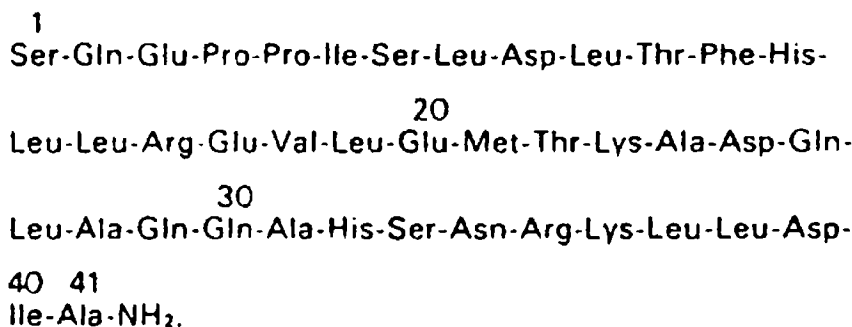 1
Ser-Gln-Glu-Pro-Pro-Ile-Ser-Leu-Asp-Leu-Thr-Phe-His-
20
Leu-Leu-Arg-Glu-Val-Leu-Glu-Met-Thr-Lys-Ala-Asp-Gln-
30
Leu-Ala-Gln-Gln-Ala-His-Ser-Asn-Arg-Lys-Leu-Leu-Asp-
40 41
Ile-Ala-NH₂.